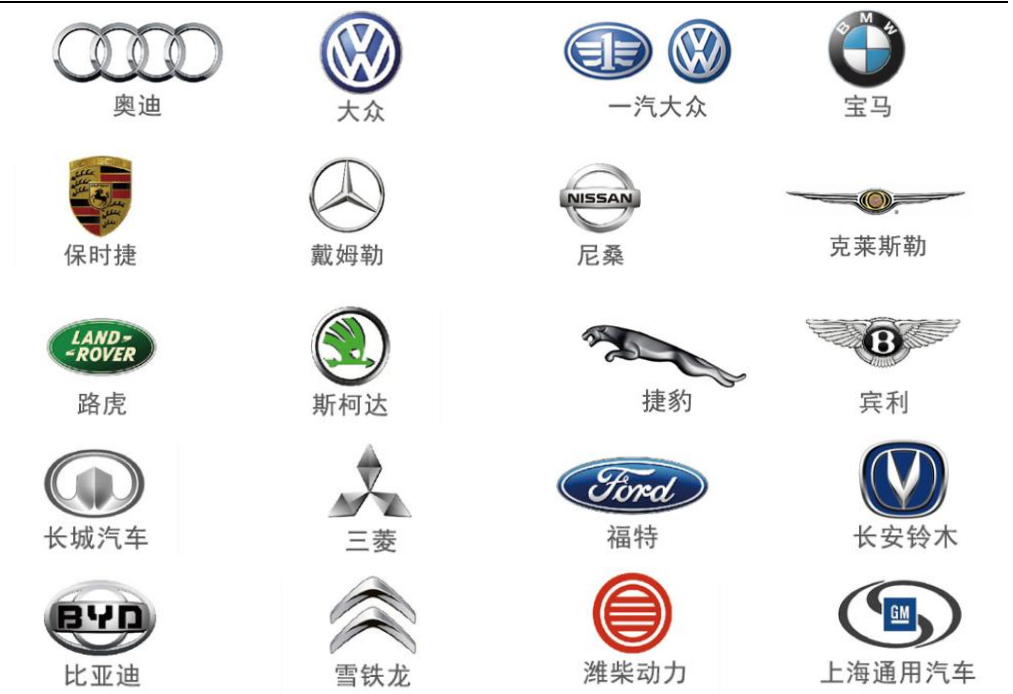 奥迪
大众
一汽大众
BMW
宝马
保时捷
戴姆勒
NISSAN
尼桑
克莱斯勒
LAND-
-ROVER
路虎
斯柯达
捷豹
B
宾利
长城汽车
三菱
Ford
福特
长安铃木
BYD
比亚迪
雪铁龙
潍柴动力
GM
上海通用汽车